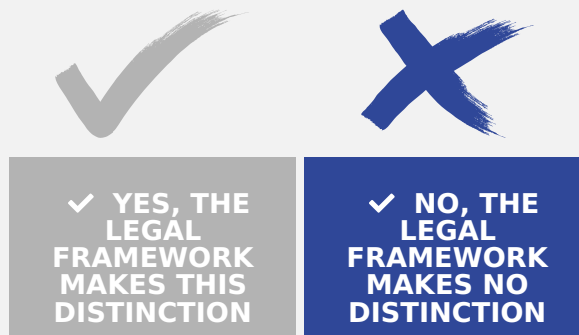 ✓ YES, THE
LEGAL
FRAMEWORK
MAKES THIS
DISTINCTION
✓ NO, THE
LEGAL
FRAMEWORK
MAKES NO
DISTINCTION